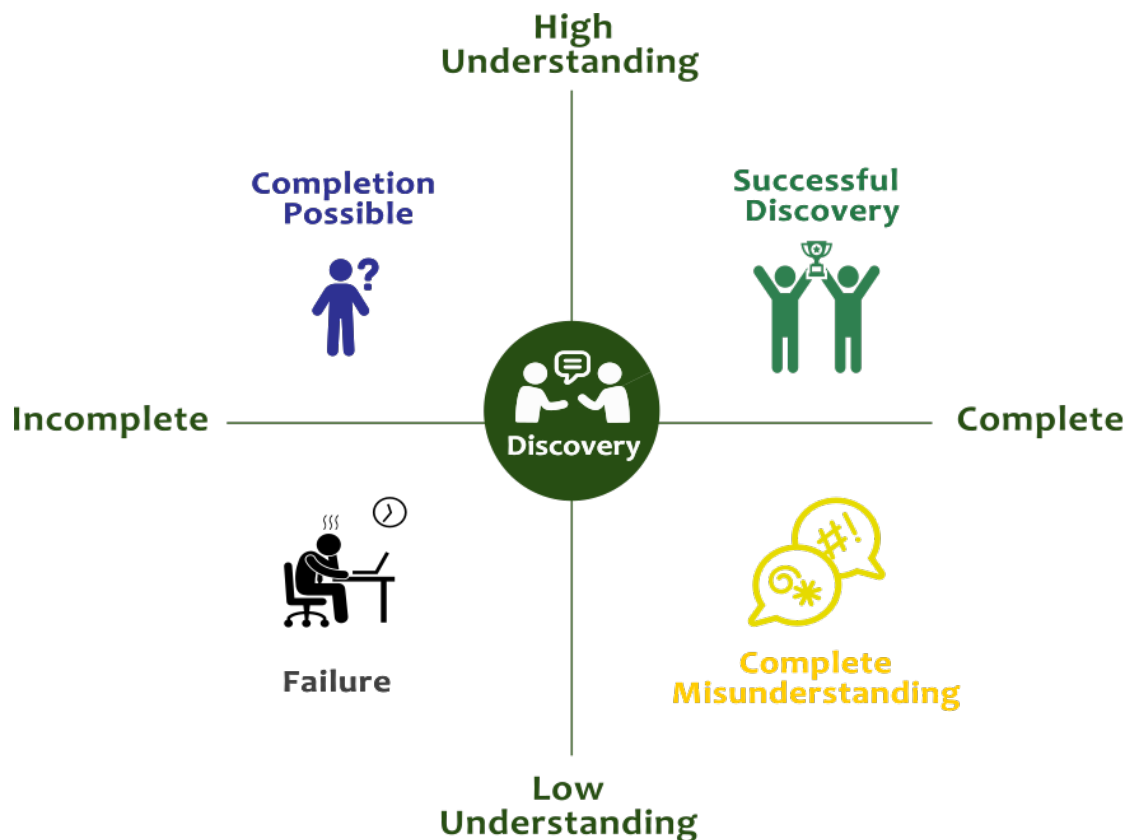 High
Understanding
Completion
Possible
?
Successful
Discovery
Incomplete
Discovery
Complete
#!
*
Failure
Complete
Misunderstanding
Low
Understanding